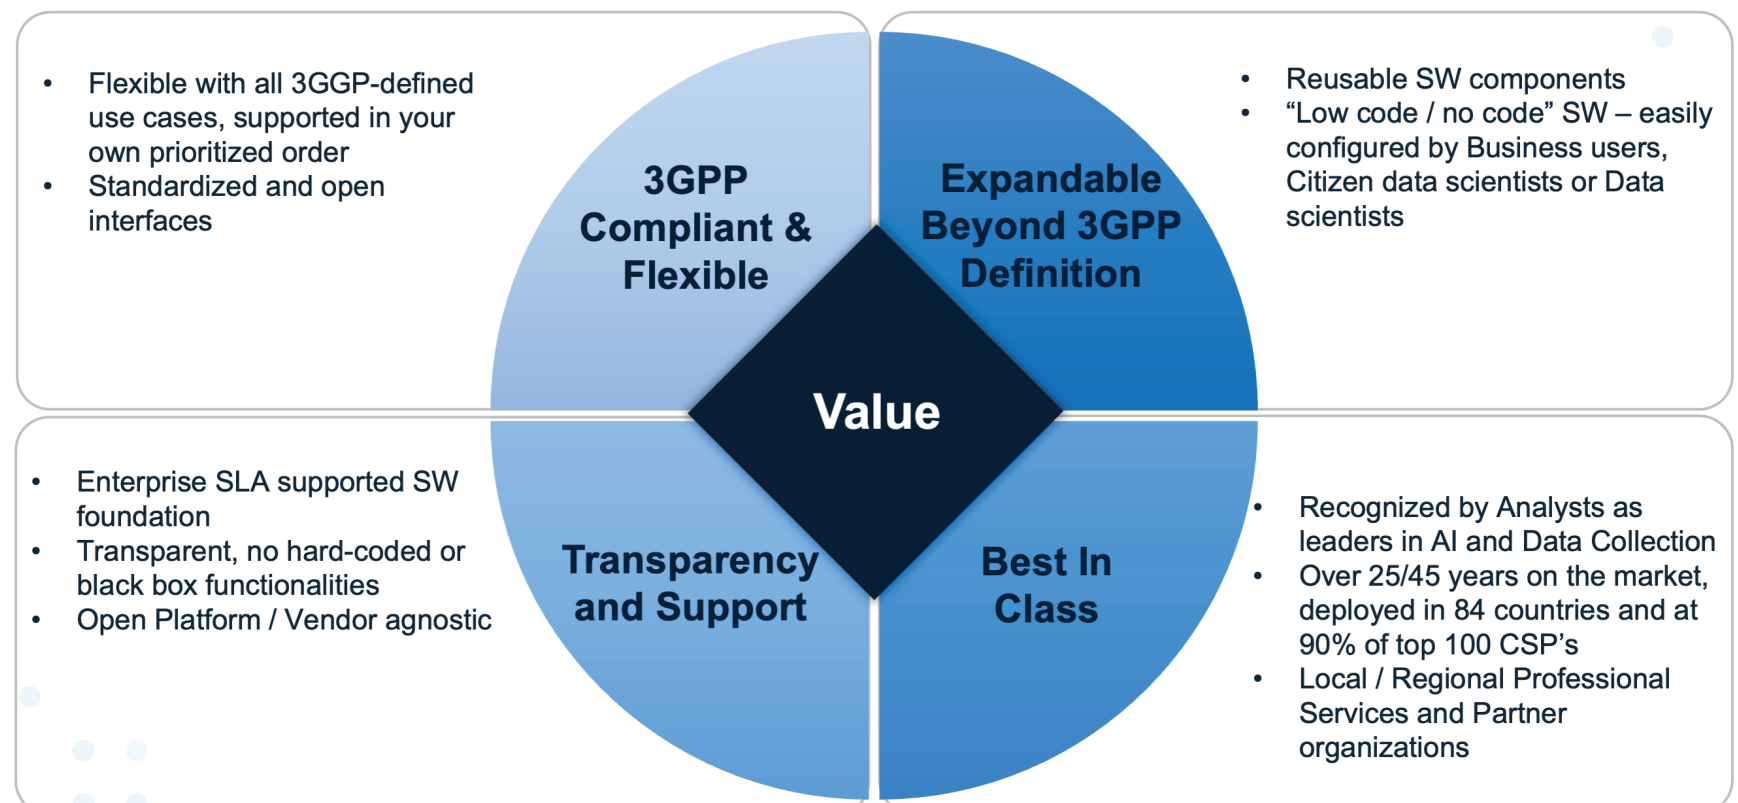 • Flexible with all 3GGP-defined
use cases, supported in your
own prioritized order
• Standardized and open
interfaces
3GPP
Compliant &
Flexible
Expandable
Beyond 3GPP
Definition
• Reusable SW components
• “Low code / no code” SW – easily
configured by Business users,
Citizen data scientists or Data
scientists
Value
• Enterprise SLA supported SW
foundation
• Transparent, no hard-coded or
black box functionalities
• Open Platform / Vendor agnostic
Transparency
and Support
Best In
Class
• Recognized by Analysts as
leaders in AI and Data Collection
• Over 25/45 years on the market,
deployed in 84 countries and at
90% of top 100 CSP’s
• Local / Regional Professional
Services and Partner
organizations